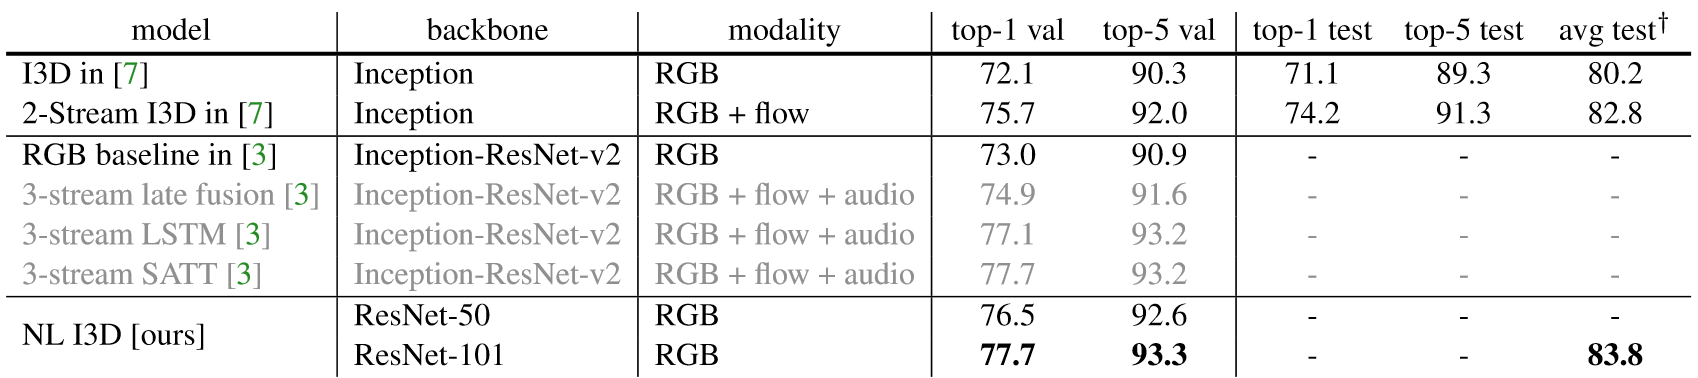 model backbone modality top-1 val top-5 val top-1 test top-5 test avg test†
I3D in [7] Inception RGB 72.1 90.3 71.1 89.3 80.2
2-Stream I3D in [7] Inception RGB + flow 75.7 92.0 74.2 91.3 82.8
RGB baseline in [3] Inception-ResNet-v2 RGB 73.0 90.9 - - -
3-stream late fusion [3] Inception-ResNet-v2 RGB + flow + audio 74.9 91.6 - - -
3-stream LSTM [3] Inception-ResNet-v2 RGB + flow + audio 77.1 93.2 - - -
3-stream SATT [3] Inception-ResNet-v2 RGB + flow + audio 77.7 93.2 - - -
NL I3D [ours] ResNet-50 RGB 76.5 92.6 - - -
ResNet-101 RGB 77.7 93.3 - - 83.8